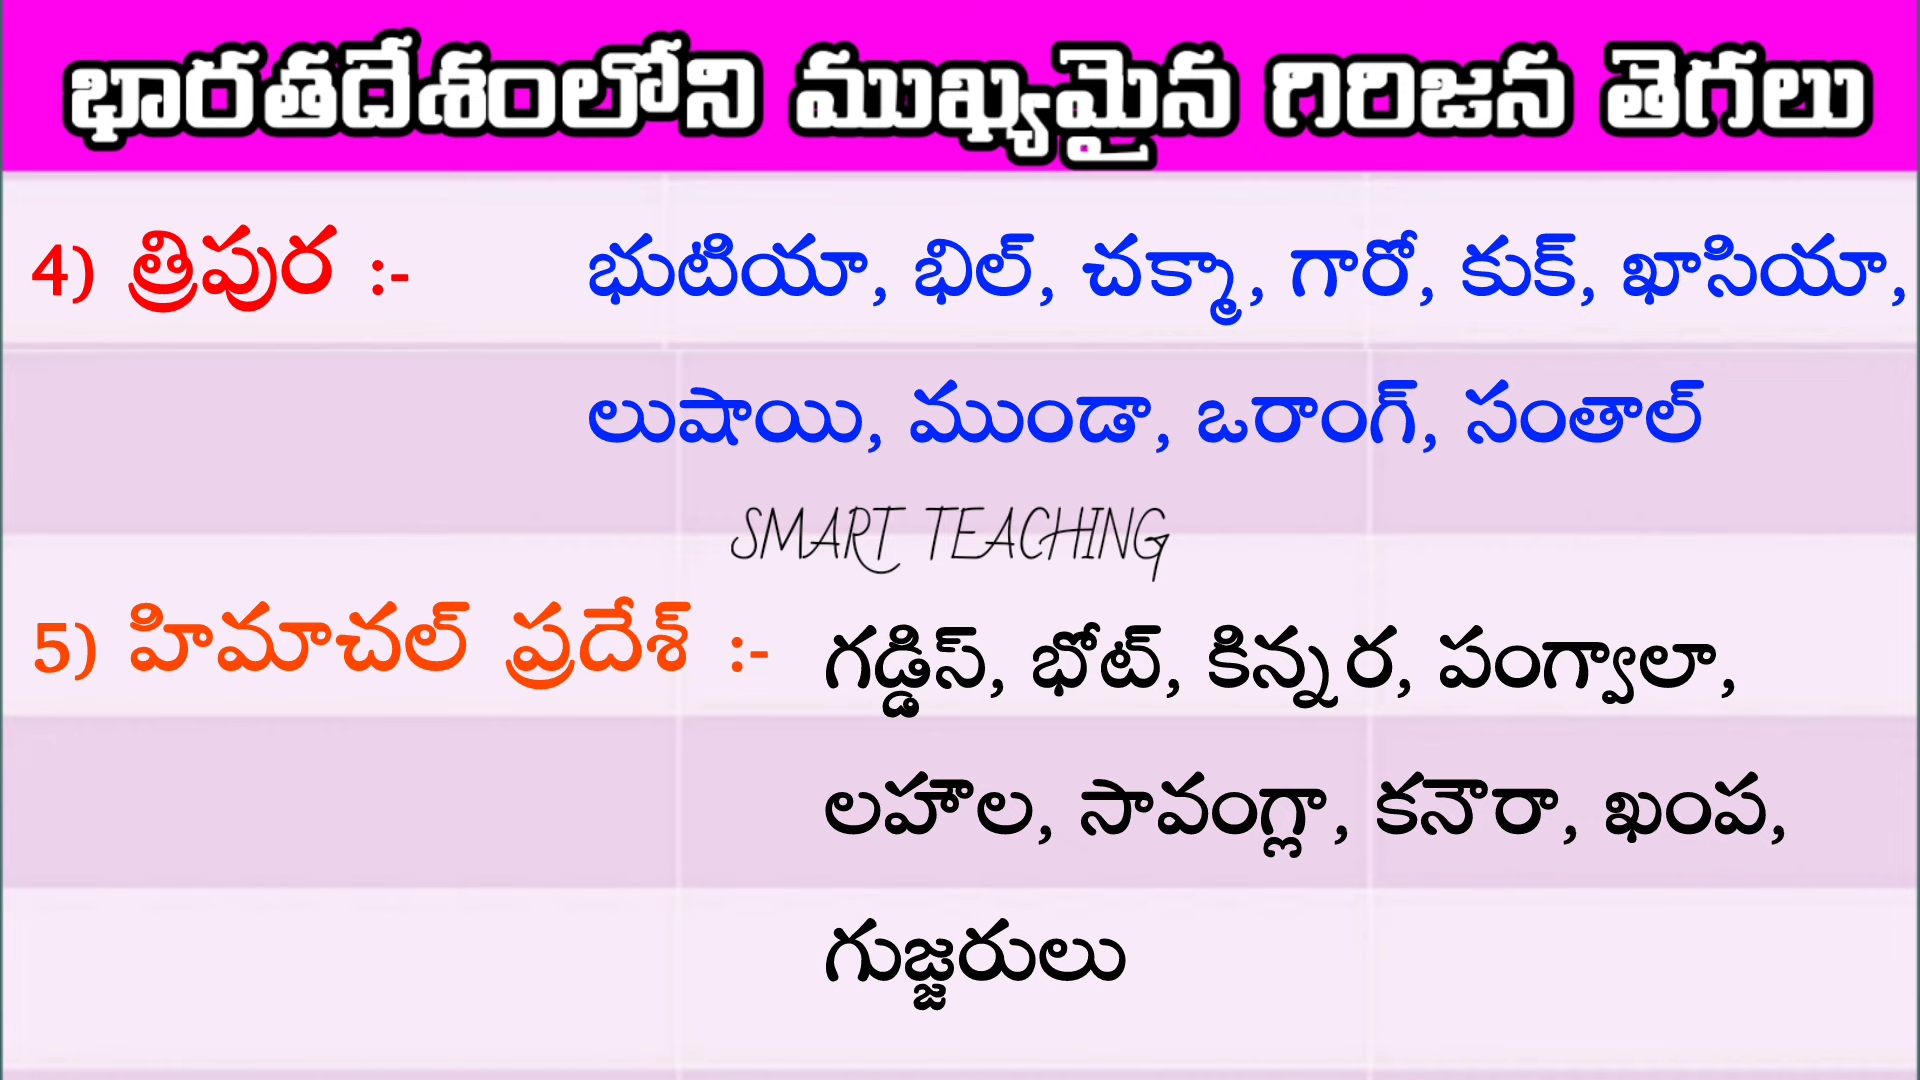 భారతదేశంలోని ముఖ్యమైన గిరిజన తెగలు
4) త్రిపుర :- భుటియా, భిల్, చక్మా, గారో, కుక్, ఖాసియా,
లుషాయి, ముండా, ఒరాంగ్, సంతాల్
SMART TEACHING
5) హిమాచల్ ప్రదేశ్ :- గడ్డిస్, భోట్, కిన్నర, పంగ్వాలా,
లహౌల, సావంగ్లా, కనౌరా, ఖంప,
గుజ్జరులు